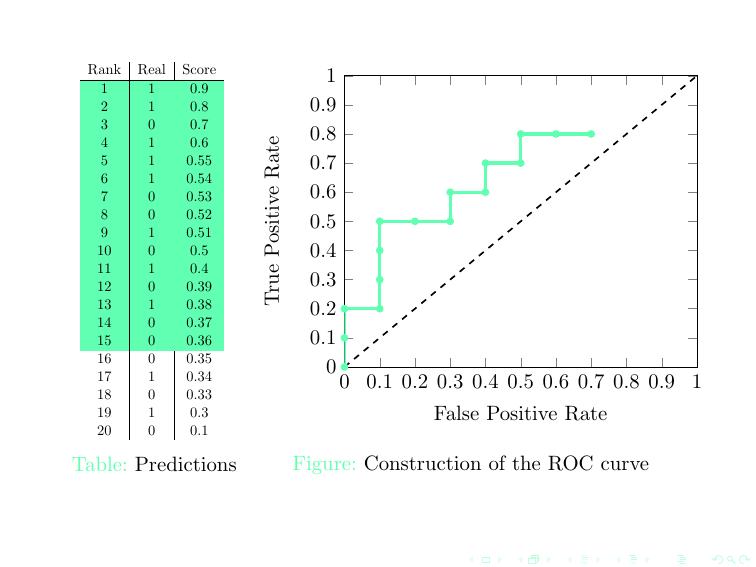 Rank Real Score
1 1 0.9
2 1 0.8
3 0 0.7
4 1 0.6
5 1 0.55
6 1 0.54
7 0 0.53
8 0 0.52
9 1 0.51
10 0 0.5
11 1 0.4
12 0 0.39
13 1 0.38
14 0 0.37
15 0 0.36
16 0 0.35
17 1 0.34
18 0 0.33
19 1 0.3
20 0 0.1
Table: Predictions
True Positive Rate
1
0.9
0.8
0.7
0.6
0.5
0.4
0.3
0.2
0.1
0
0 0.1 0.2 0.3 0.4 0.5 0.6 0.7 0.8 0.9 1
False Positive Rate
Figure: Construction of the ROC curve